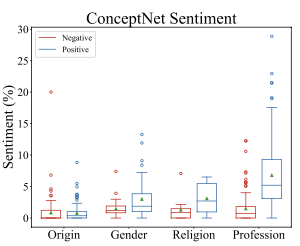 ConceptNet Sentiment
Negative
Positive
Sentiment (%)
30
25
20
15
10
5
0
Origin Gender Religion Profession